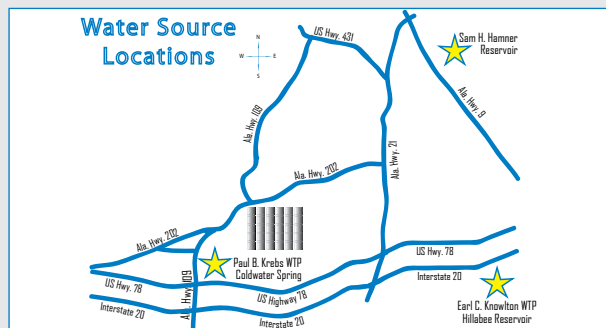 Water Source
Locations
N
W
E
S
US Hwy. 431
Sam H. Hamner
Reservoir
Ala. Hwy. 109
Ala. Hwy. 9
Ala. Hwy. 21
Ala. Hwy. 202
Ala. Hwy. 202
Paul B. Krebs WTP
Coldwater Spring
US Hwy. 78
US Hwy. 78
Interstate 20
Ala. Hwy. 109
US Highway 78
Interstate 20
Interstate 20
Earl C. Knowlton WTP
Hillabee Reservoir